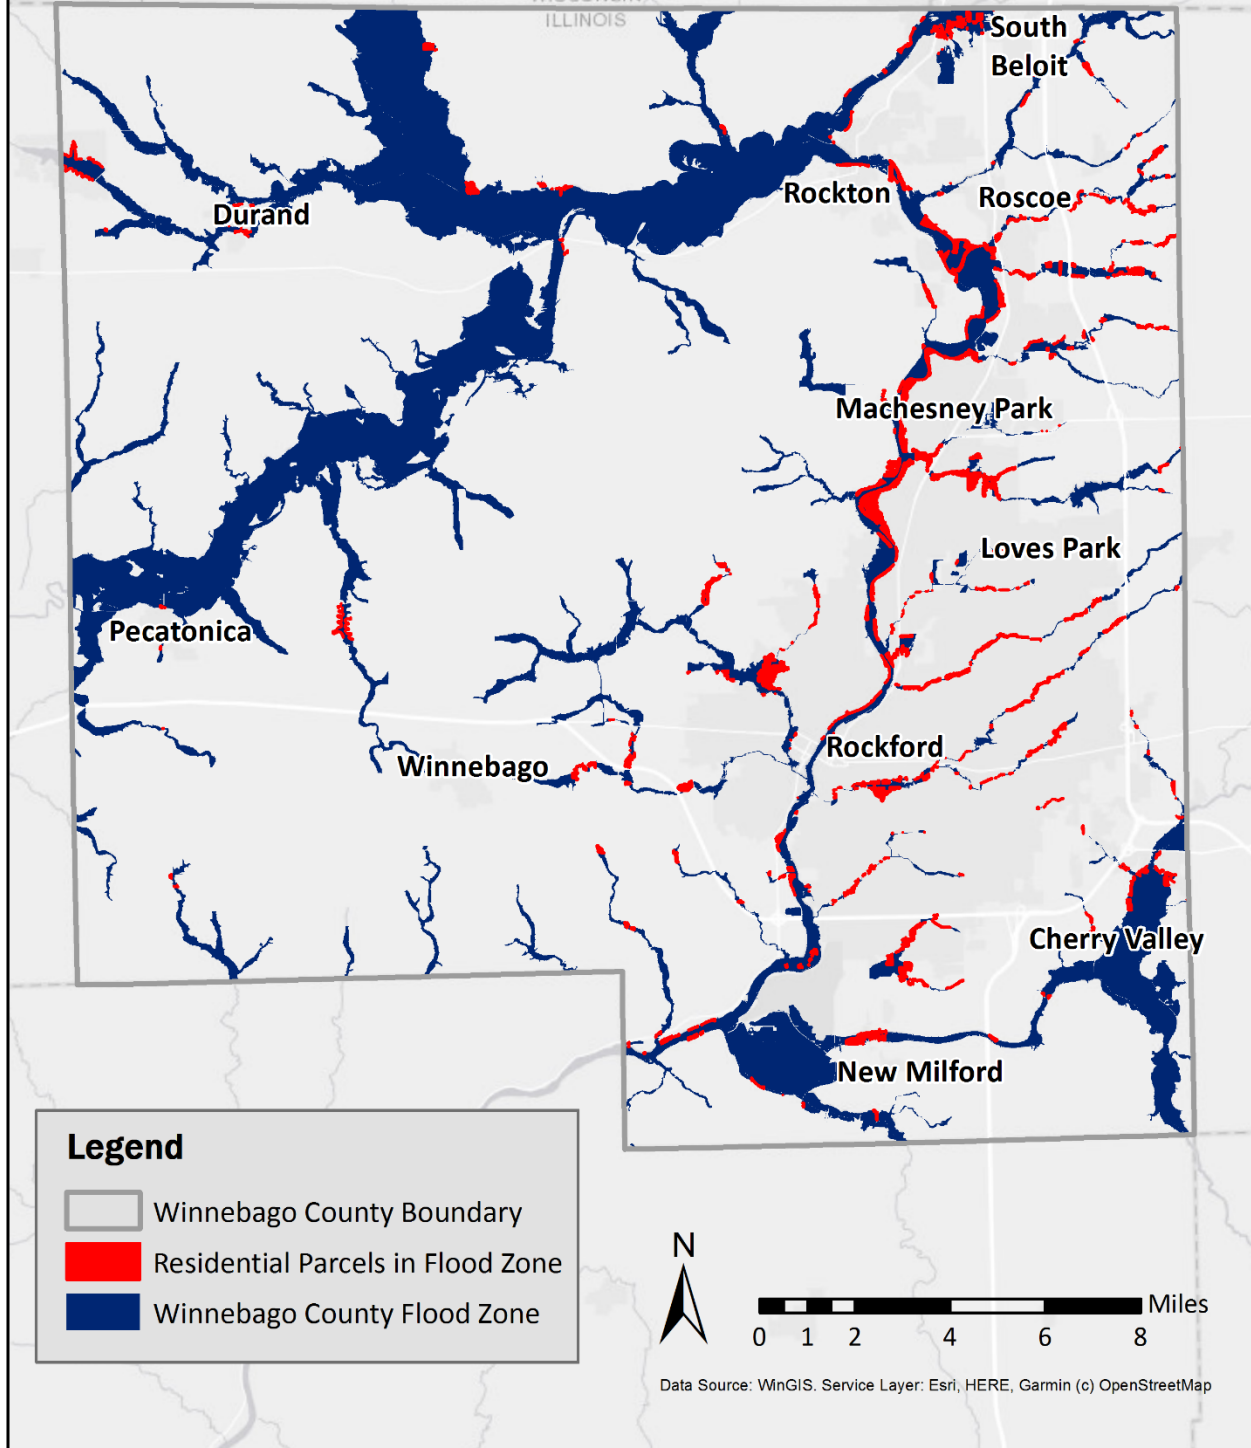 ILLINOIS
South
Beloit
Rockton
Roscoe
Durand
Machesney Park
Loves Park
Pecatonica
Rockford
Winnebago
Cherry Valley
New Milford
Legend
Winnebago County Boundary
Residential Parcels in Flood Zone
Winnebago County Flood Zone
N
Miles
0 1 2 4 6 8
Data Source: WinGIS. Service Layer: Esri, HERE, Garmin (c) OpenStreetMap